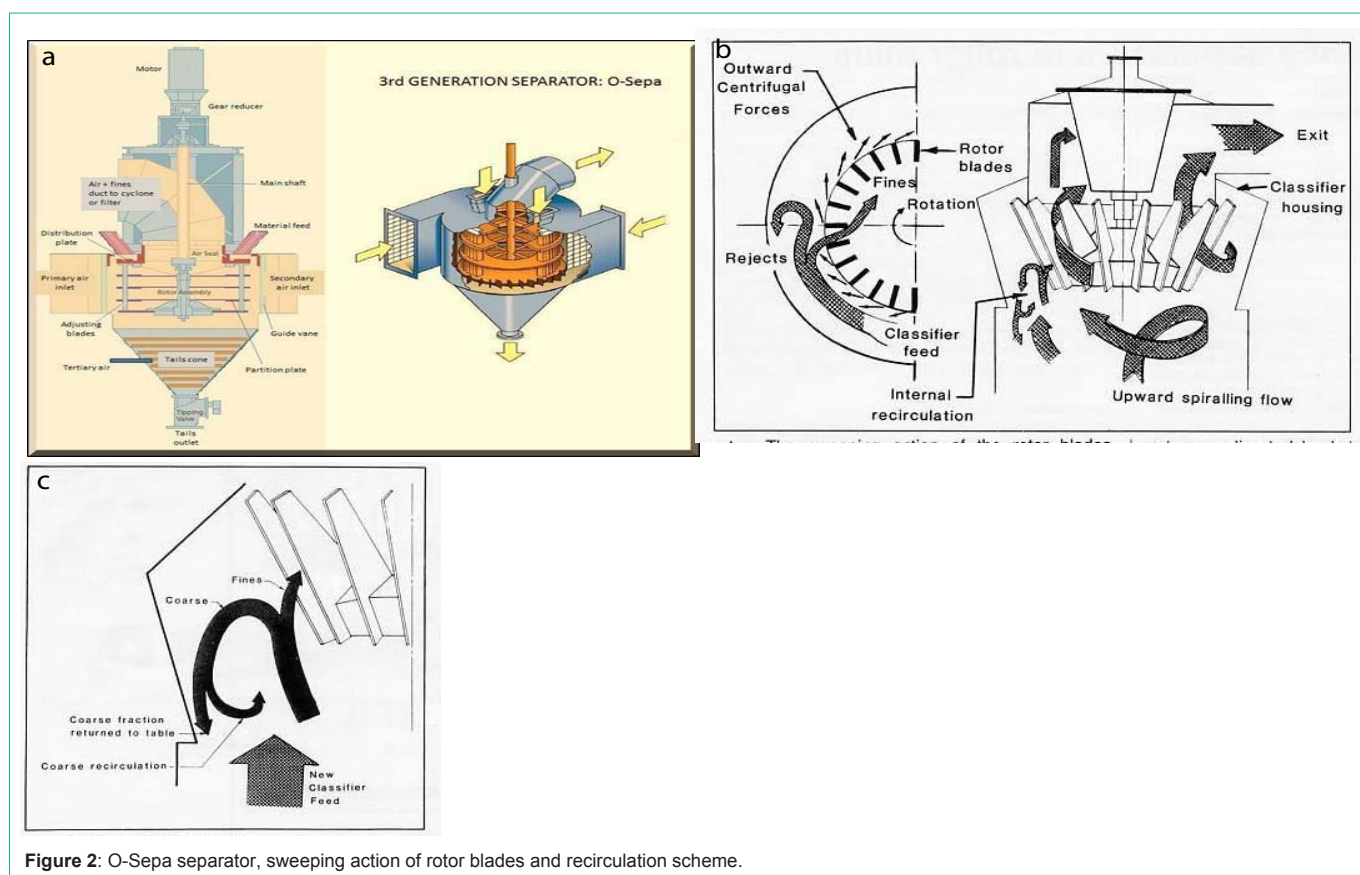 a
Motor
Gear reducer
Air + fines
duct to cyclone
or filter
Main shaft
Distribution
plate
Material feed
Air Seal
Primary air
inlet
Rotor Assembly
Secondary
air inlet
Adjusting
blades
Guide vane
Tails cone
Tertiary air
Partition plate
Tipping
Valve
Tails
outlet
3rd GENERATION SEPARATOR: O-Sepa
b
Outward
Centrifugal
Forces
Rotor
blades
Fines
Rotation
Rejects
Classifier
feed
Internal
recirculation
Exit
Classifier
housing
Upward spiralling flow
c
Fines
Coarse
Coarse fraction
returned to table
Coarse recirculation
New
Classifier
Feed
Figure 2: O-Sepa separator, sweeping action of rotor blades and recirculation scheme.